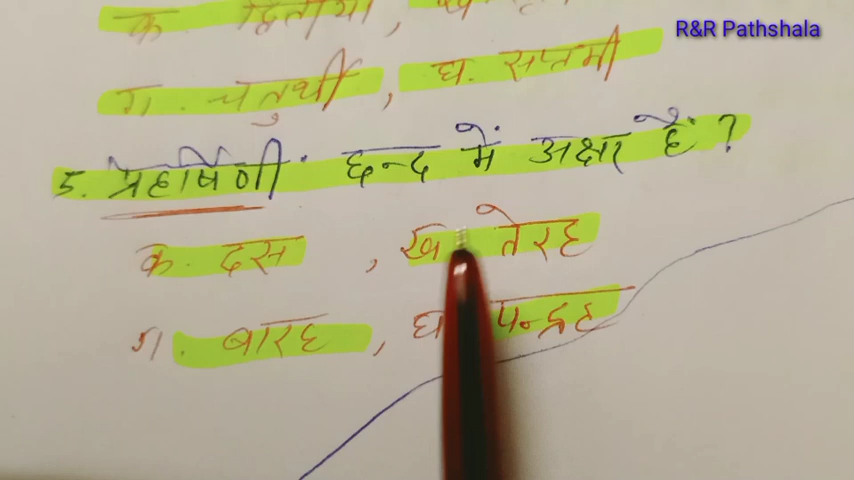 R&R Pathshala
क. द्वितीया,
ग. चतुर्थी, घ. सप्तमी
5. प्रहर्षिणी छन्द में अक्षर हैं ?
क. दस, ख तेरह
ग. बारह, घ पन्द्रह